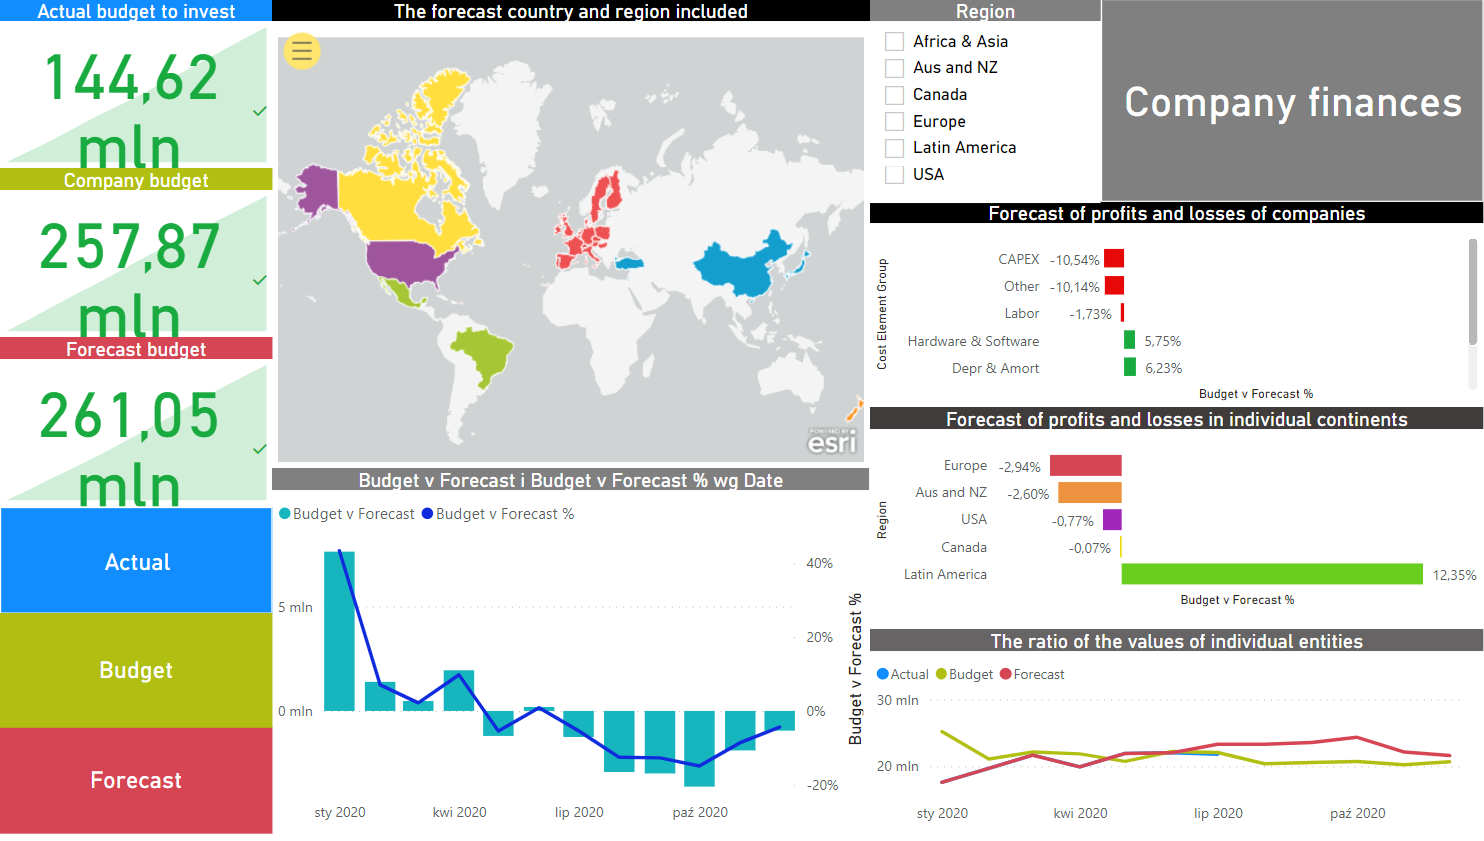 Actual budget to invest
144,62
mln
Company budget
257,87
mln
Forecast budget
261,05
mln
Actual
Budget
Forecast
The forecast country and region included
POWERED BY
esri
Budget v Forecast i Budget v Forecast % wg Date
Budget v Forecast
Budget v Forecast %
5 mln
0 mln
40%
20%
0%
-20%
Budget v Forecast %
sty 2020
kwi 2020
lip 2020
paź 2020
Region
Africa & Asia
Aus and NZ
Canada
Europe
Latin America
USA
Company finances
Forecast of profits and losses of companies
Cost Element Group
CAPEX -10,54%
Other -10,14%
Labor -1,73%
Hardware & Software 5,75%
Depr & Amort 6,23%
Budget v Forecast %
Forecast of profits and losses in individual continents
Region
Europe -2,94%
Aus and NZ -2,60%
USA -0,77%
Canada -0,07%
Latin America 12,35%
Budget v Forecast %
The ratio of the values of individual entities
Actual Budget Forecast
30 mln
20 mln
sty 2020
kwi 2020
lip 2020
paź 2020